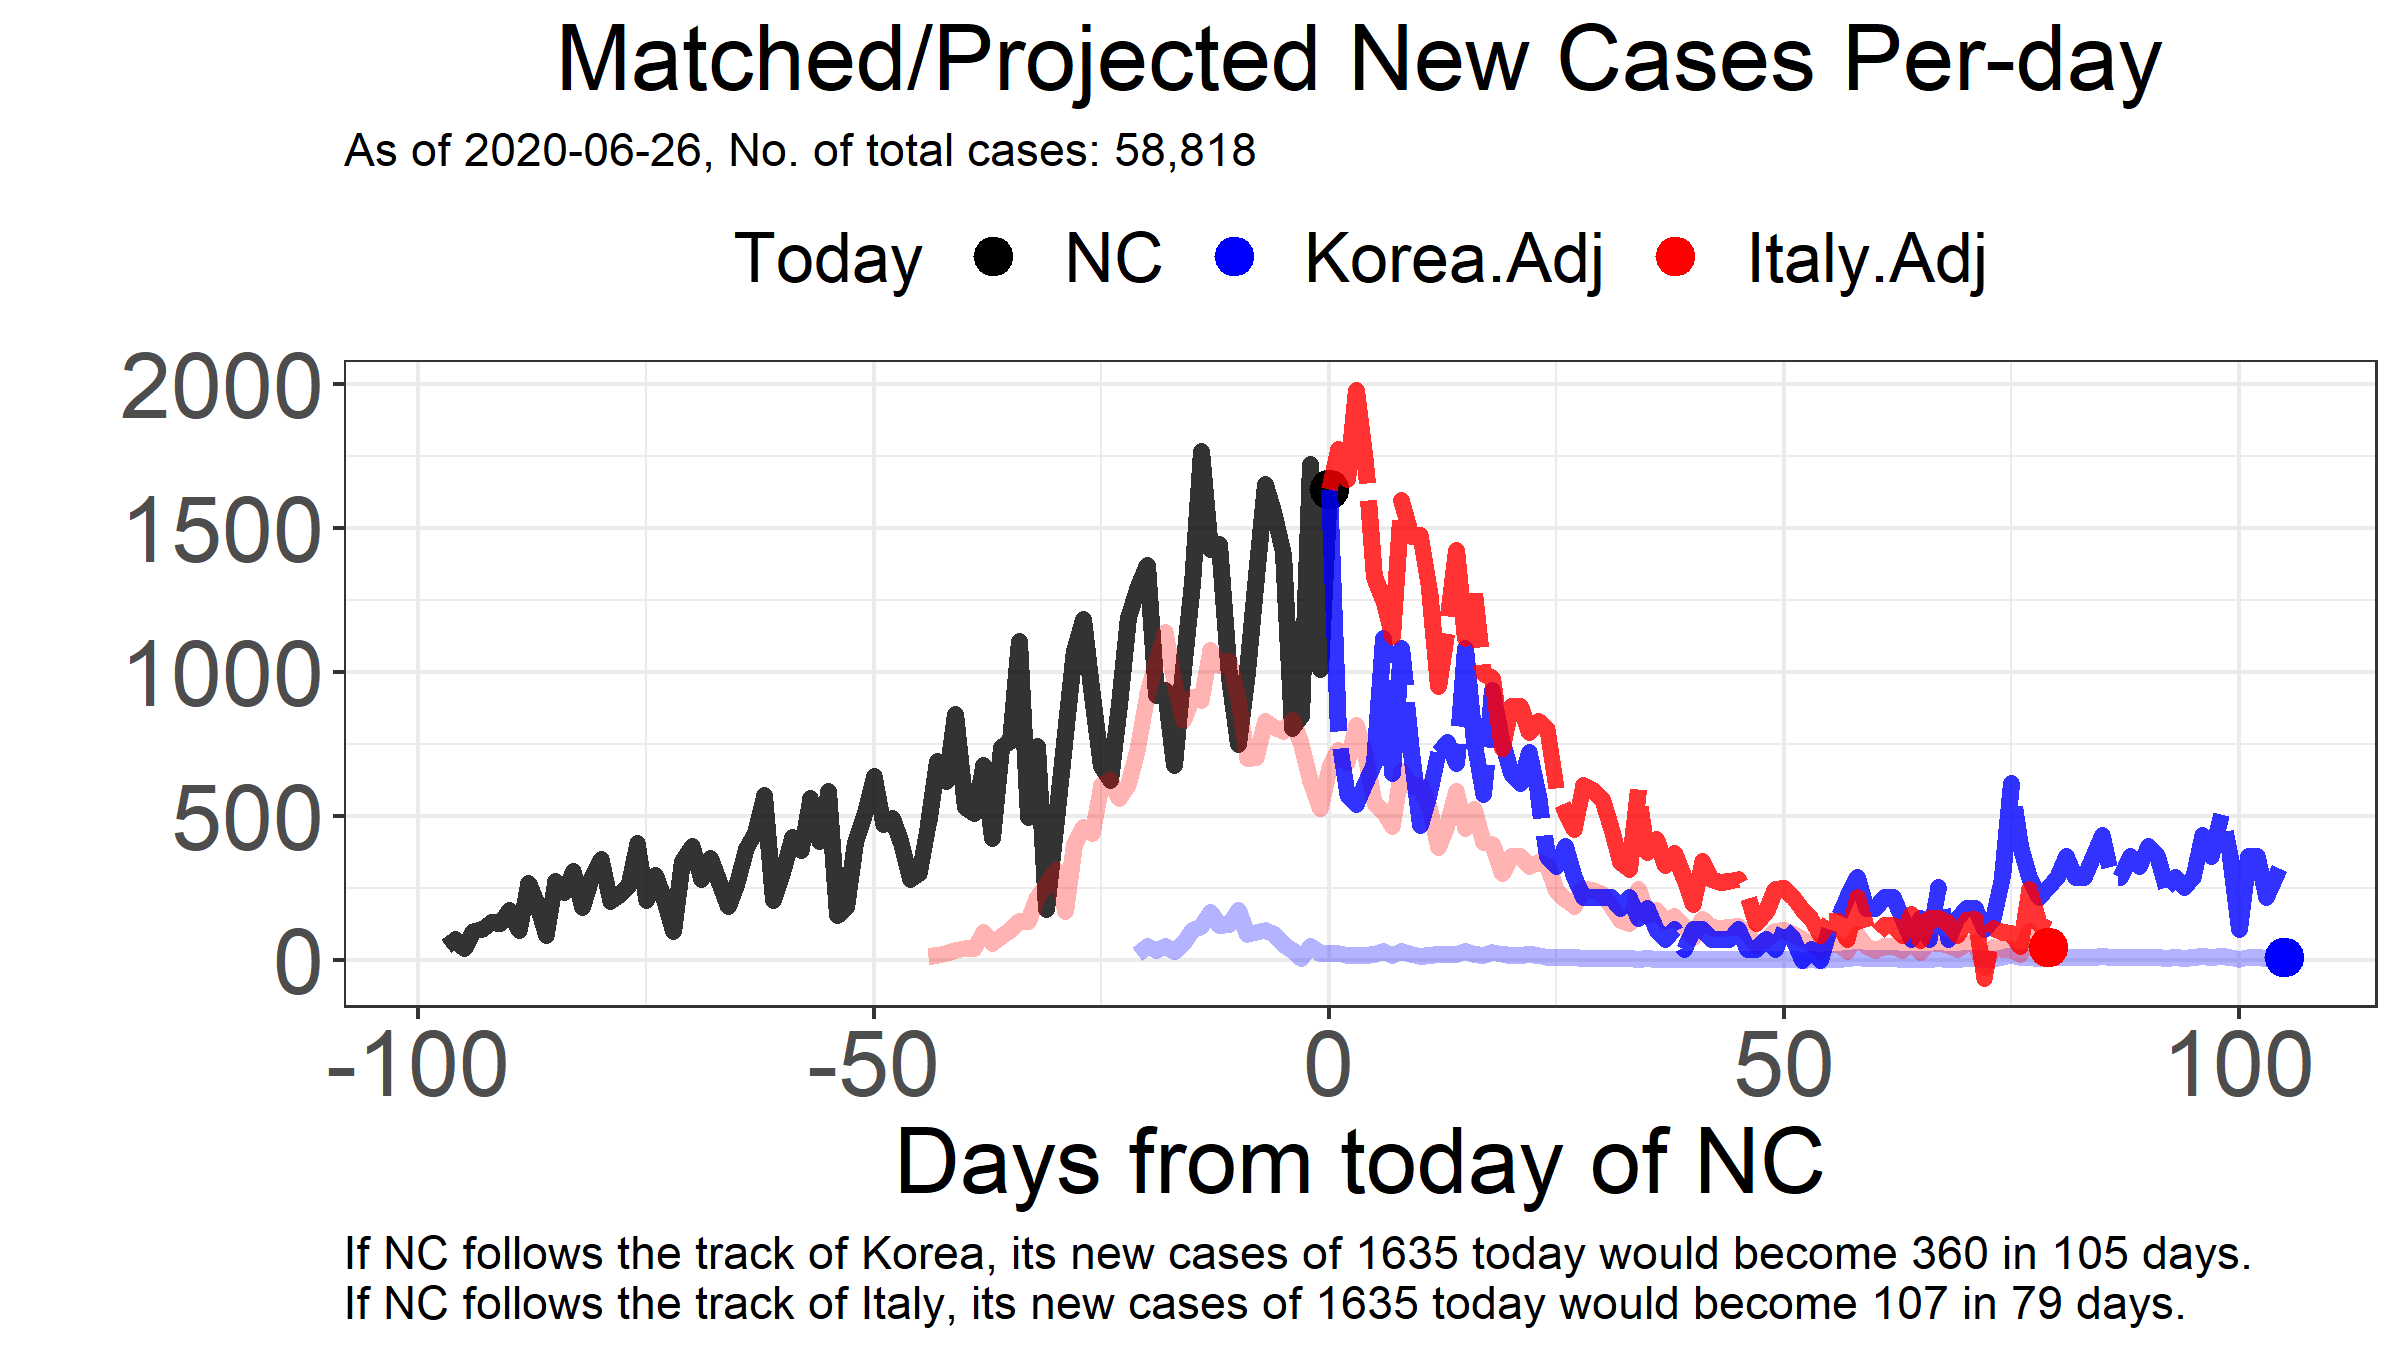 Matched/Projected New Cases Per-day
As of 2020-06-26, No. of total cases: 58,818
Today NC Korea.Adj Italy.Adj
2000
1500
1000
500
0
-100 -50 0 50 100
Days from today of NC
If NC follows the track of Korea, its new cases of 1635 today would become 360 in 105 days.
If NC follows the track of Italy, its new cases of 1635 today would become 107 in 79 days.